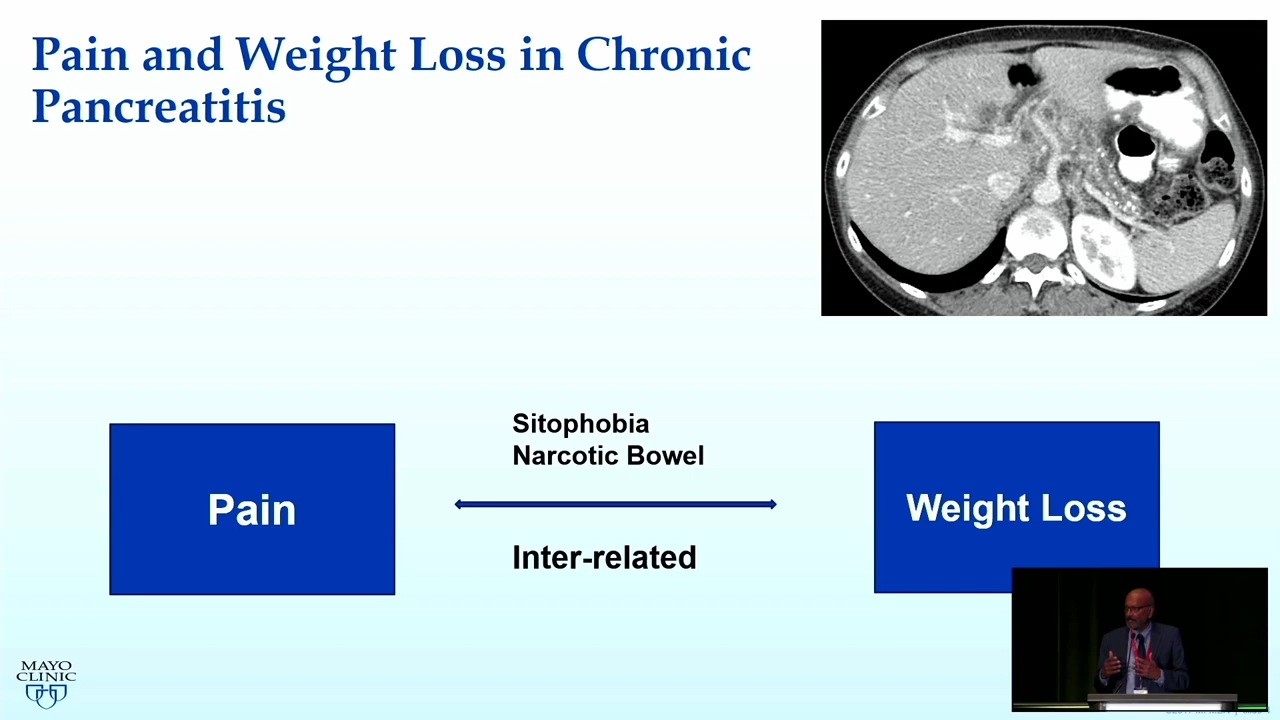 Pain and Weight Loss in Chronic
Pancreatitis
Sitophobia
Narcotic Bowel
Pain
Weight Loss
Inter-related
MAYO
CLINIC